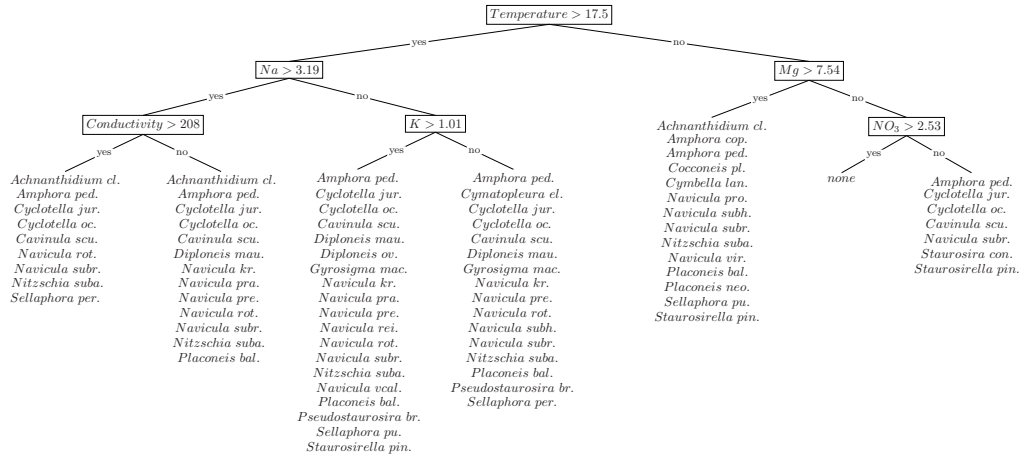 Temperature > 17.5
yes
no
Na > 3.19
Mg > 7.54
yes
no
yes
no
Conductivity > 208
K > 1.01
NO₃ > 2.53
yes
no
yes
no
yes
no
Achnanthidium cl.
Amphora ped.
Cyclotella jur.
Cyclotella oc.
Cavinula scu.
Navicula rot.
Navicula subr.
Nitzschia suba.
Sellaphora per.
Achnanthidium cl.
Amphora ped.
Cyclotella jur.
Cyclotella oc.
Cavinula scu.
Diploneis mau.
Navicula kr.
Navicula pra.
Navicula pre.
Navicula rot.
Navicula subr.
Nitzschia suba.
Placoneis bal.
Amphora ped.
Cyclotella jur.
Cyclotella oc.
Cavinula scu.
Diploneis mau.
Diploneis ov.
Gyrosigma mac.
Navicula kr.
Navicula pra.
Navicula pre.
Navicula rei.
Navicula rot.
Navicula subr.
Nitzschia suba.
Navicula vcal.
Placoneis bal.
Pseudostaurosira br.
Sellaphora pu.
Staurosirella pin.
Amphora ped.
Cymatopleura el.
Cyclotella jur.
Cyclotella oc.
Cavinula scu.
Diploneis mau.
Gyrosigma mac.
Navicula kr.
Navicula pre.
Navicula rot.
Navicula subh.
Navicula subr.
Nitzschia suba.
Placoneis bal.
Pseudostaurosira br.
Sellaphora per.
Achnanthidium cl.
Amphora cop.
Amphora ped.
Cocconeis pl.
Cymbella lan.
Navicula pro.
Navicula subh.
Navicula subr.
Nitzschia suba.
Navicula vir.
Placoneis bal.
Placoneis neo.
Sellaphora pu.
Staurosirella pin.
none
Amphora ped.
Cyclotella jur.
Cyclotella oc.
Cavinula scu.
Navicula subr.
Staurosira con.
Staurosirella pin.